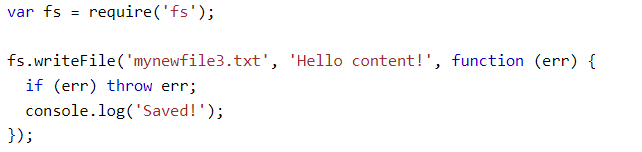 var fs = require('fs');
fs.writeFile('mynewfile3.txt', 'Hello content!', function (err) {
  if (err) throw err;
  console.log('Saved!');
});